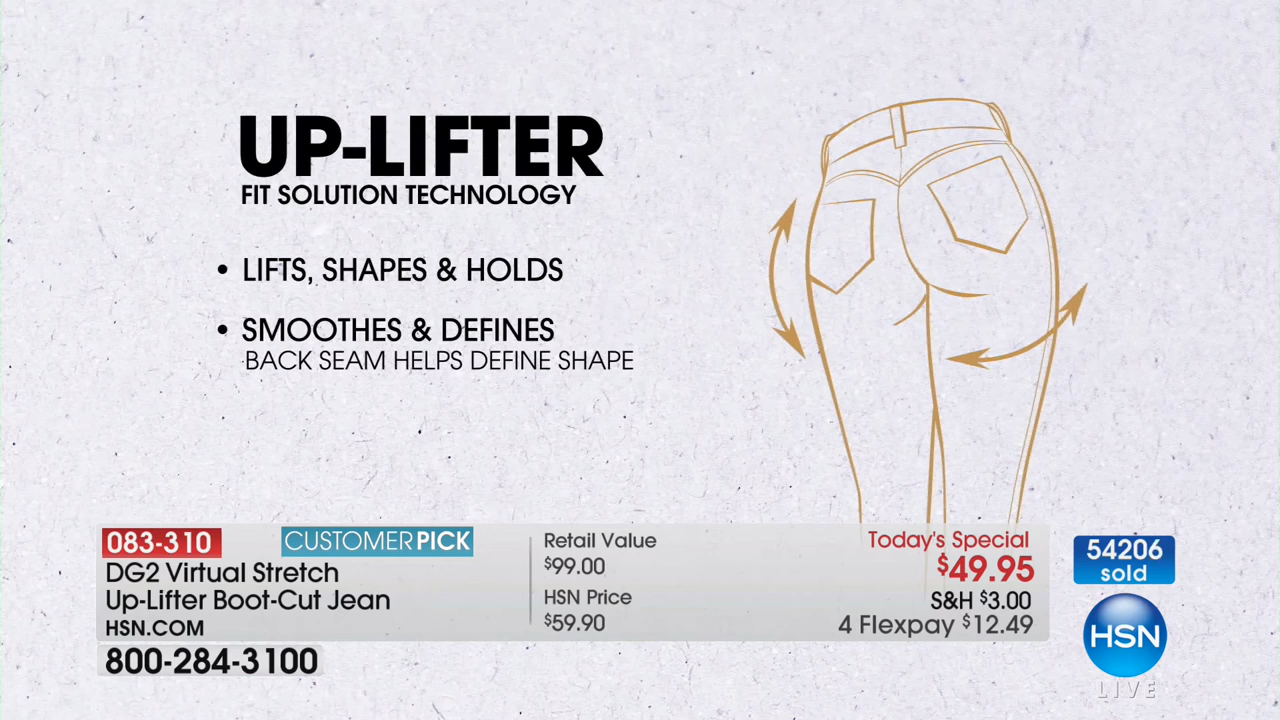 UP-LIFTER
FIT SOLUTION TECHNOLOGY
• LIFTS, SHAPES & HOLDS
• SMOOTHES & DEFINES
BACK SEAM HELPS DEFINE SHAPE
083-310
CUSTOMERPICK
DG2 Virtual Stretch
Up-Lifter Boot-Cut Jean
HSN.COM
800-284-3100
Retail Value
$99.00
HSN Price
$59.90
Today's Special
$49.95
S&H $3.00
4 Flexpay $12.49
54206
sold
HSN
LIVE